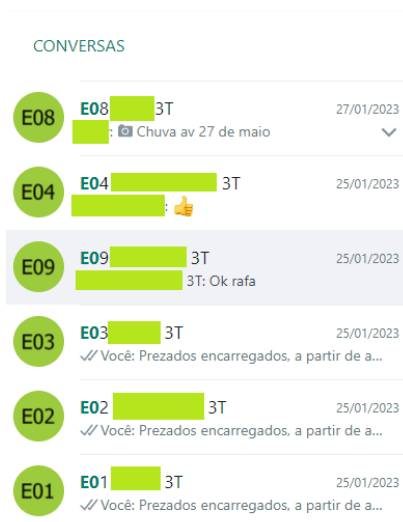 CONVERSAS
E08
E08 3T 27/01/2023
: Chuva av 27 de maio
E04
E04 3T 25/01/2023
: 👍
E09
E09 3T 25/01/2023
3T: Ok rafa
E03
E03 3T 25/01/2023
Você: Prezados encarregados, a partir de a...
E02
E02 3T 25/01/2023
Você: Prezados encarregados, a partir de a...
E01
E01 3T 25/01/2023
Você: Prezados encarregados, a partir de a...